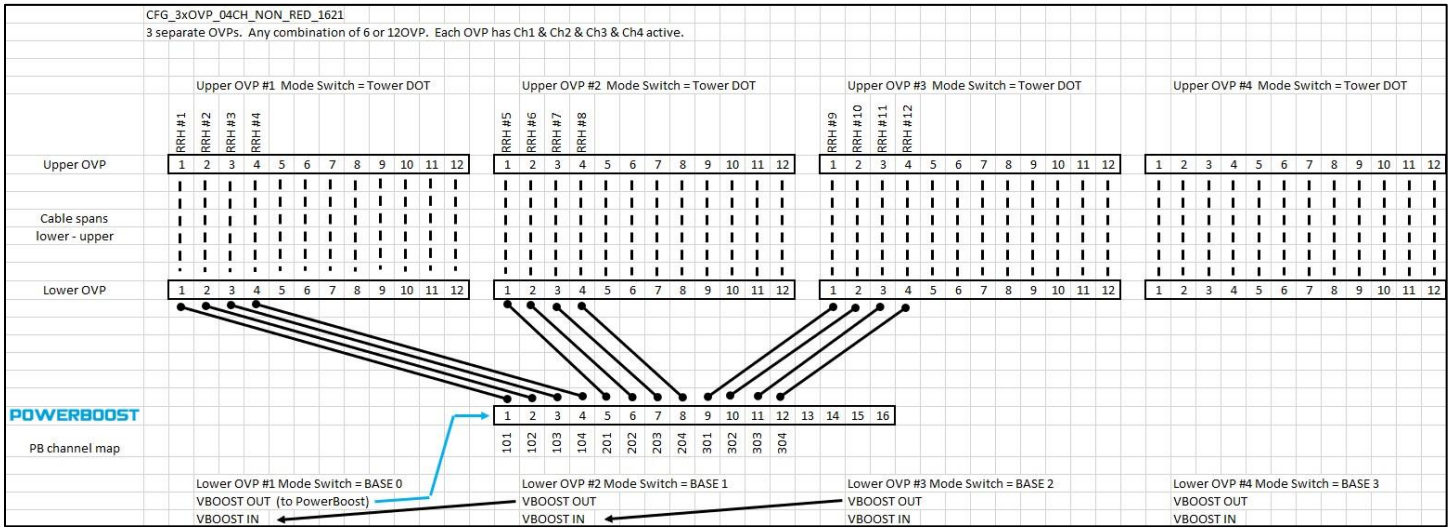 CFG_3xOVP_04CH_NON_RED_1621
3 separate OVPs. Any combination of 6 or 12OVP. Each OVP has Ch1 & Ch2 & Ch3 & Ch4 active.
Upper OVP #1 Mode Switch = Tower DOT
Upper OVP #2 Mode Switch = Tower DOT
Upper OVP #3 Mode Switch = Tower DOT
Upper OVP #4 Mode Switch = Tower DOT
RRH #1
RRH #2
RRH #3
RRH #4
RRH #5
RRH #6
RRH #7
RRH #8
RRH #9
RRH #10
RRH #11
RRH #12
Upper OVP
1 2 3 4 5 6 7 8 9 10 11 12
1 2 3 4 5 6 7 8 9 10 11 12
1 2 3 4 5 6 7 8 9 10 11 12
1 2 3 4 5 6 7 8 9 10 11 12
Cable spans
lower - upper
Lower OVP
1 2 3 4 5 6 7 8 9 10 11 12
1 2 3 4 5 6 7 8 9 10 11 12
1 2 3 4 5 6 7 8 9 10 11 12
1 2 3 4 5 6 7 8 9 10 11 12
POWERBOOST
1 2 3 4 5 6 7 8 9 10 11 12 13 14 15 16
PB channel map
101
102
103
104
201
202
203
204
301
302
303
304
Lower OVP #1 Mode Switch = BASE 0
VBOOST OUT (to PowerBoost)
VBOOST IN
Lower OVP #2 Mode Switch = BASE 1
VBOOST OUT
VBOOST IN
Lower OVP #3 Mode Switch = BASE 2
VBOOST OUT
VBOOST IN
Lower OVP #4 Mode Switch = BASE 3
VBOOST OUT
VBOOST IN